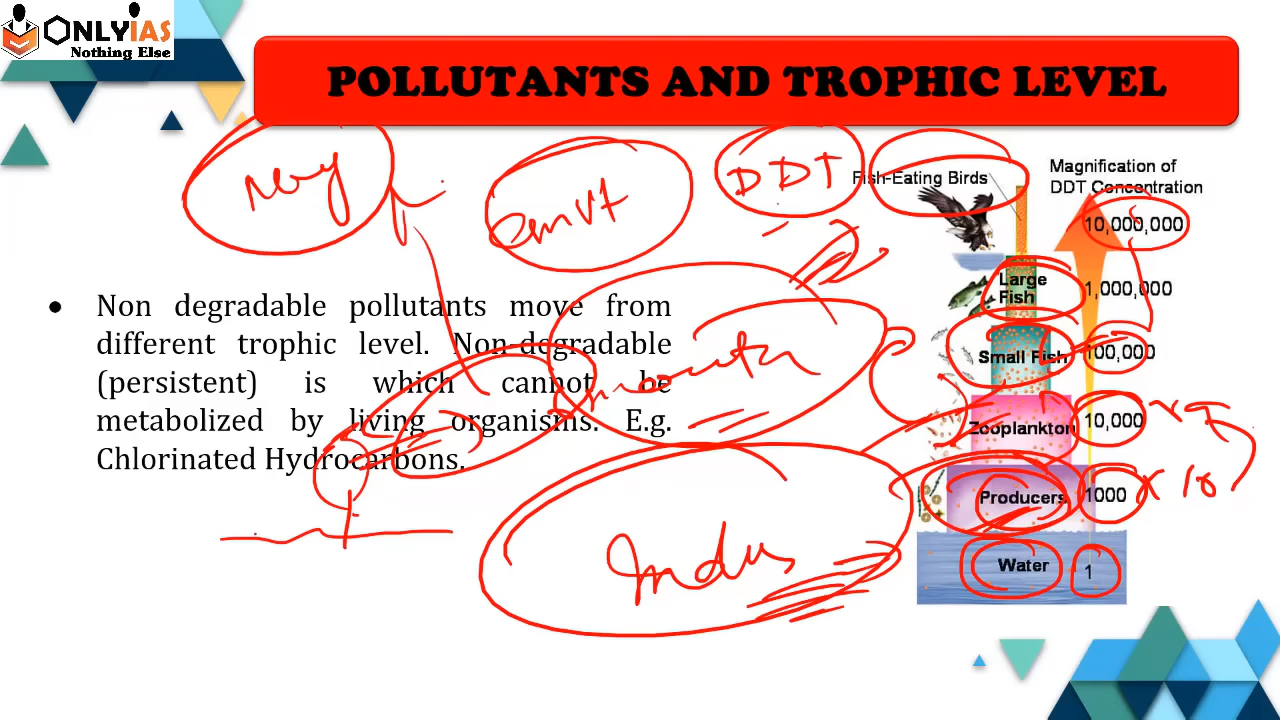 ONLYIAS
Nothing Else
POLLUTANTS AND TROPHIC LEVEL
DDT
Fish-Eating Birds
Magnification of
DDT Concentration
10,000,000
Large
Fish
1,000,000
Small Fish
100,000
Zooplankton
10,000
Producers
1000
x 10
Water
1
• Non degradable pollutants move from
different trophic level. Non-degradable
(persistent) is which cannot be
metabolized by living organisms. E.g.
Chlorinated Hydrocarbons.